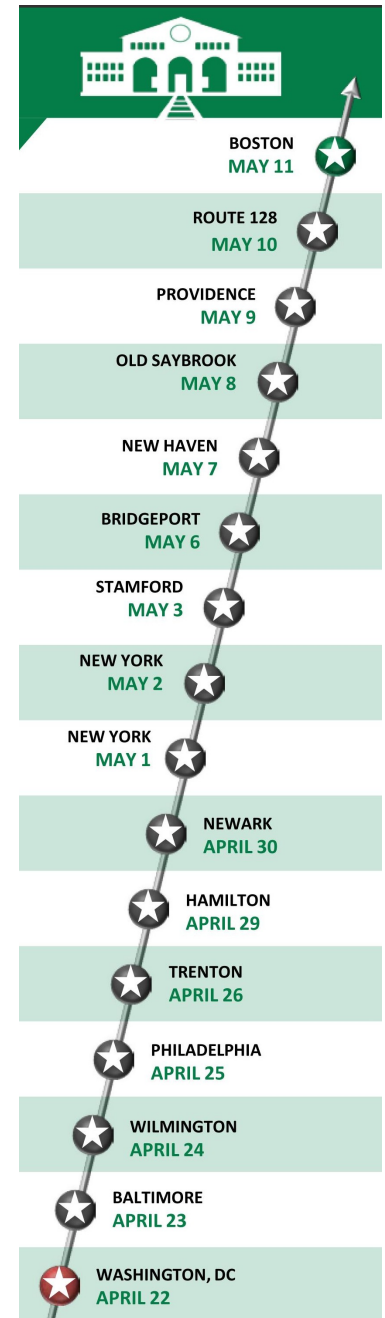 BOSTON
MAY 11
ROUTE 128
MAY 10
PROVIDENCE
MAY 9
OLD SAYBROOK
MAY 8
NEW HAVEN
MAY 7
BRIDGEPORT
MAY 6
STAMFORD
MAY 3
NEW YORK
MAY 2
NEW YORK
MAY 1
NEWARK
APRIL 30
HAMILTON
APRIL 29
TRENTON
APRIL 26
PHILADELPHIA
APRIL 25
WILMINGTON
APRIL 24
BALTIMORE
APRIL 23
WASHINGTON, DC
APRIL 22